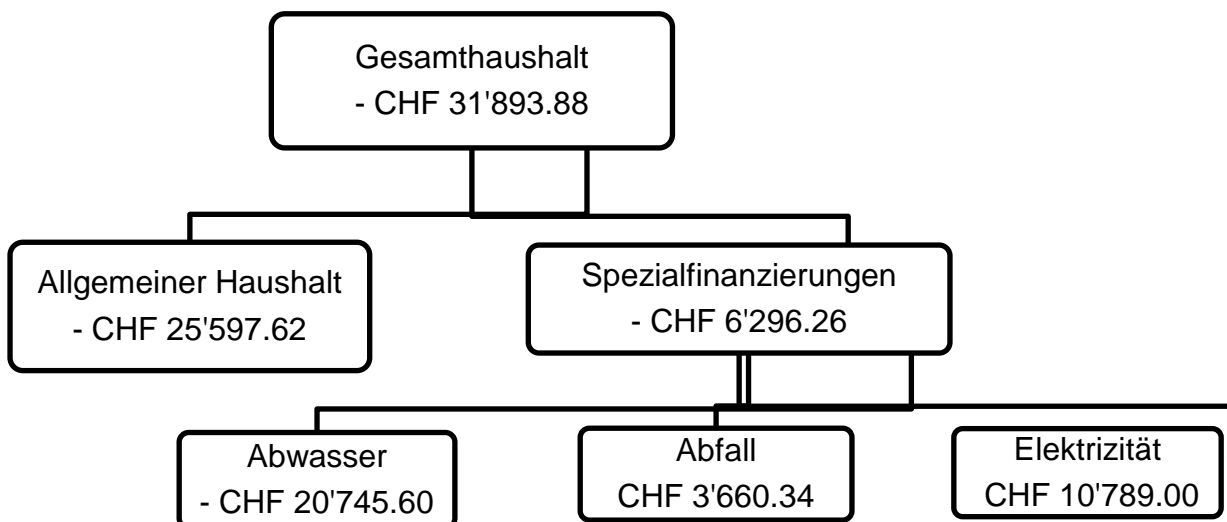 Gesamthaushalt
- CHF 31'893.88
Allgemeiner Haushalt
- CHF 25'597.62
Spezialfinanzierungen
- CHF 6'296.26
Abwasser
- CHF 20'745.60
Abfall
CHF 3'660.34
Elektrizität
CHF 10'789.00